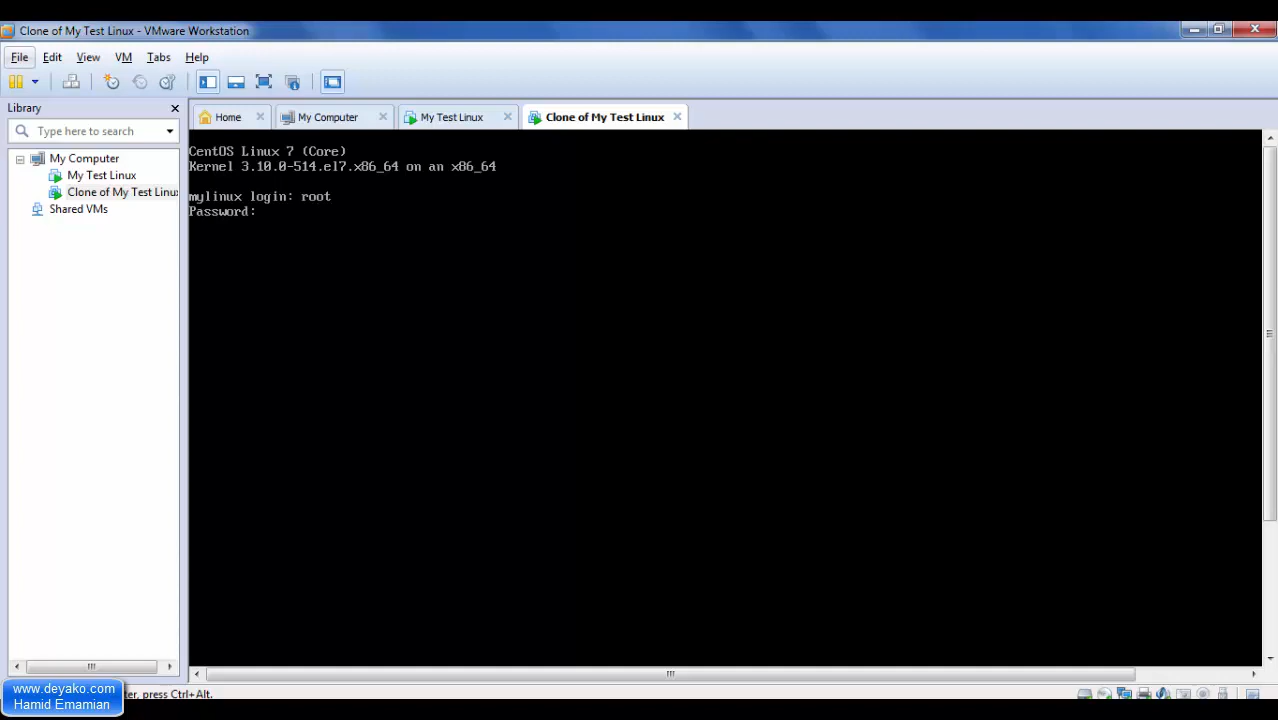 Clone of My Test Linux - VMware Workstation
File Edit View VM Tabs Help
Library
Type here to search
My Computer
My Test Linux
Clone of My Test Linux
Shared VMs
Home My Computer My Test Linux Clone of My Test Linux
CentOS Linux 7 (Core)
Kernel 3.10.0-514.el7.x86_64 on an x86_64
mylinux login: root
Password:
www.deyako.com
Hamid Emamian
ter, press Ctrl+Alt.